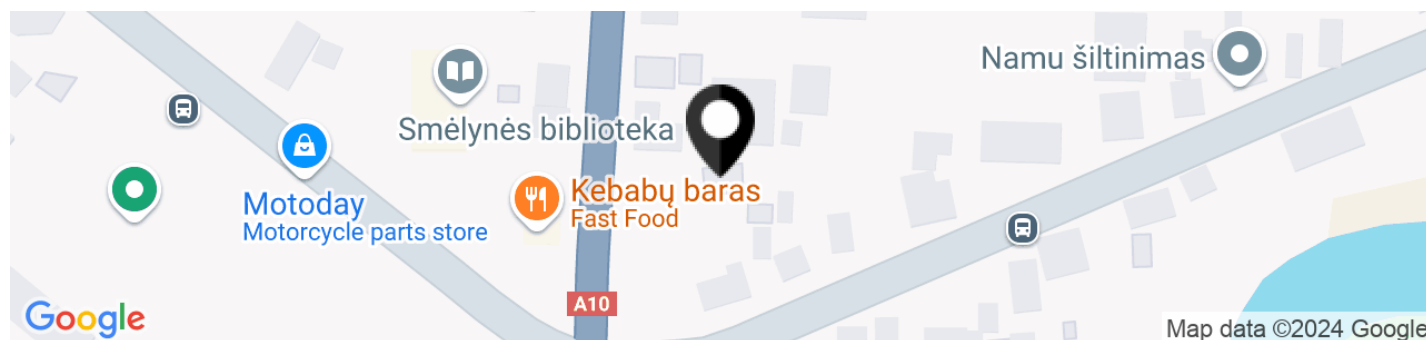 Namu šiltinimas
Smėlynės biblioteka
Kebabų baras
Fast Food
Motoday
Motorcycle parts store
A10
Google
Map data ©2024 Google